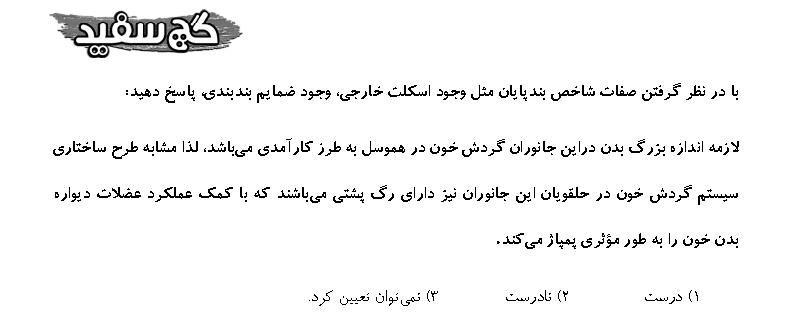 گچ سفید
با در نظر گرفتن صفات شاخص بندپایان مثل وجود اسکلت خارجی، وجود ضمایم بندبندی، پاسخ دهید:
لازمه اندازه بزرگ بدن دراین جانوران گردش خون در هموسل به طرز کارآمدی می‌باشد، لذا مشابه طرح ساختاری
سیستم گردش خون در حلقویان این جانوران نیز دارای رگ پشتی می‌باشند که با کمک عملکرد عضلات دیواره
بدن خون را به طور مؤثری پمپاژ می‌کند.
۱) درست ۲) نادرست ۳) نمی‌توان تعیین کرد.